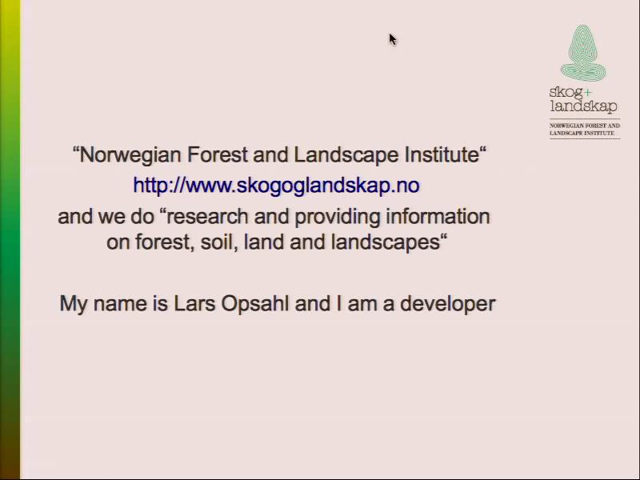 skog+
landskap
NORWEGIAN FOREST AND
LANDSCAPE INSTITUTE
“Norwegian Forest and Landscape Institute“
http://www.skogoglandskap.no
and we do “research and providing information
on forest, soil, land and landscapes“
My name is Lars Opsahl and I am a developer